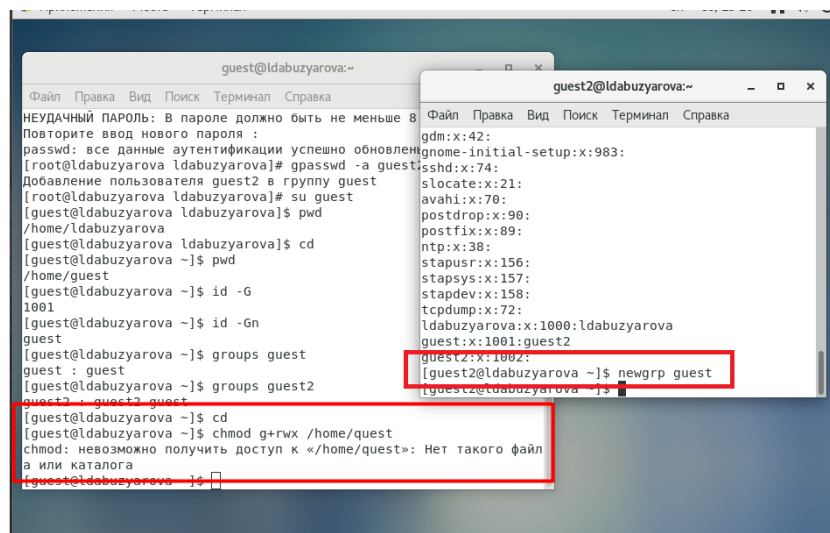 guest@ldabuzyarova:~
Файл Правка Вид Поиск Терминал Справка
НЕУДАЧНЫЙ ПАРОЛЬ: В пароле должно быть не меньше 8
Повторите ввод нового пароля :
passwd: все данные аутентификации успешно обновлены
[root@ldabuzyarova ldabuzyarova]# gpasswd -a guest2
Добавление пользователя guest2 в группу guest
[root@ldabuzyarova ldabuzyarova]# su guest
[guest@ldabuzyarova ldabuzyarova]$ pwd
/home/ldabuzyarova
[guest@ldabuzyarova ldabuzyarova]$ cd
[guest@ldabuzyarova ~]$ pwd
/home/guest
[guest@ldabuzyarova ~]$ id -G
1001
[guest@ldabuzyarova ~]$ id -Gn
guest
[guest@ldabuzyarova ~]$ groups guest
guest : guest
[guest@ldabuzyarova ~]$ groups guest2
guest2 : guest2 guest
[guest@ldabuzyarova ~]$ cd
[guest@ldabuzyarova ~]$ chmod g+rwx /home/quest
chmod: невозможно получить доступ к «/home/quest»: Нет такого файл
а или каталога
[guest@ldabuzyarova ~]$
guest2@ldabuzyarova:~
Файл Правка Вид Поиск Терминал Справка
gdm:x:42:
gnome-initial-setup:x:983:
sshd:x:74:
slocate:x:21:
avahi:x:70:
postdrop:x:90:
postfix:x:89:
ntp:x:38:
stapusr:x:156:
stapsys:x:157:
stapdev:x:158:
tcpdump:x:72:
ldabuzyarova:x:1000:ldabuzyarova
guest:x:1001:guest2
guest2:x:1002:
[guest2@ldabuzyarova ~]$ newgrp guest
[guest2@ldabuzyarova ~]$